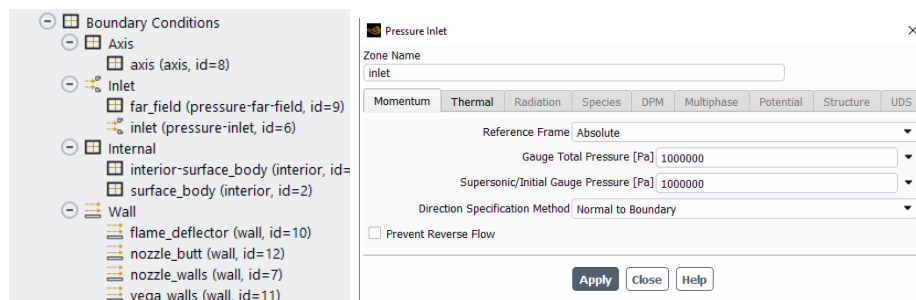 Boundary Conditions
Axis
axis (axis, id=8)
Inlet
far_field (pressure-far-field, id=9)
inlet (pressure-inlet, id=6)
Internal
interior-surface_body (interior, id=
surface_body (interior, id=2)
Wall
flame_deflector (wall, id=10)
nozzle_butt (wall, id=12)
nozzle_walls (wall, id=7)
vega_walls (wall, id=11)
Pressure Inlet
Zone Name
inlet
Momentum Thermal Radiation Species DPM Multiphase Potential Structure UDS
Reference Frame Absolute
Gauge Total Pressure [Pa] 1000000
Supersonic/Initial Gauge Pressure [Pa] 1000000
Direction Specification Method Normal to Boundary
Prevent Reverse Flow
Apply Close Help